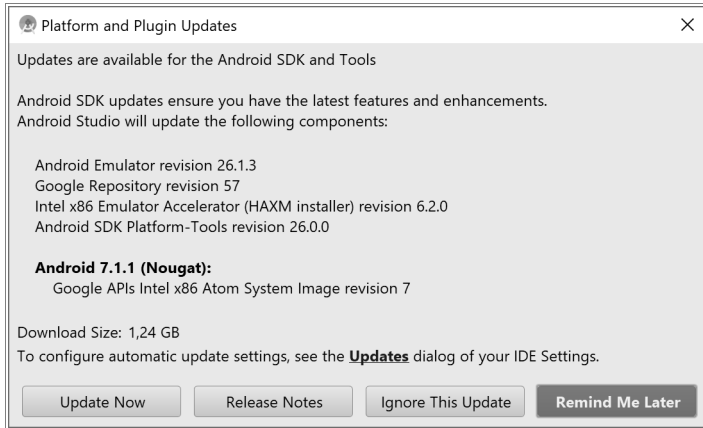 Platform and Plugin Updates
Updates are available for the Android SDK and Tools
Android SDK updates ensure you have the latest features and enhancements.
Android Studio will update the following components:
Android Emulator revision 26.1.3
Google Repository revision 57
Intel x86 Emulator Accelerator (HAXM installer) revision 6.2.0
Android SDK Platform-Tools revision 26.0.0
Android 7.1.1 (Nougat):
Google APIs Intel x86 Atom System Image revision 7
Download Size: 1,24 GB
To configure automatic update settings, see the Updates dialog of your IDE Settings.
Update Now Release Notes Ignore This Update Remind Me Later